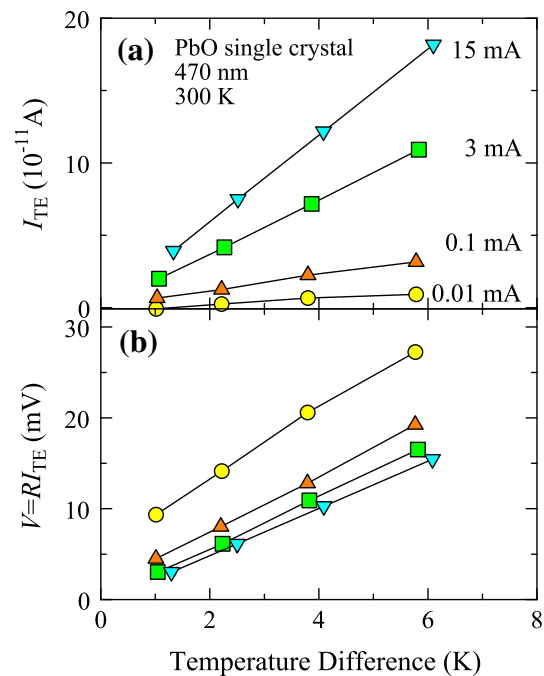 20
(a)
PbO single crystal
470 nm
300 K
15 mA
3 mA
0.1 mA
0.01 mA
10
0
I_TE (10^-11 A)
(b)
30
20
10
0
V=RI_TE (mV)
0 2 4 6 8
Temperature Difference (K)